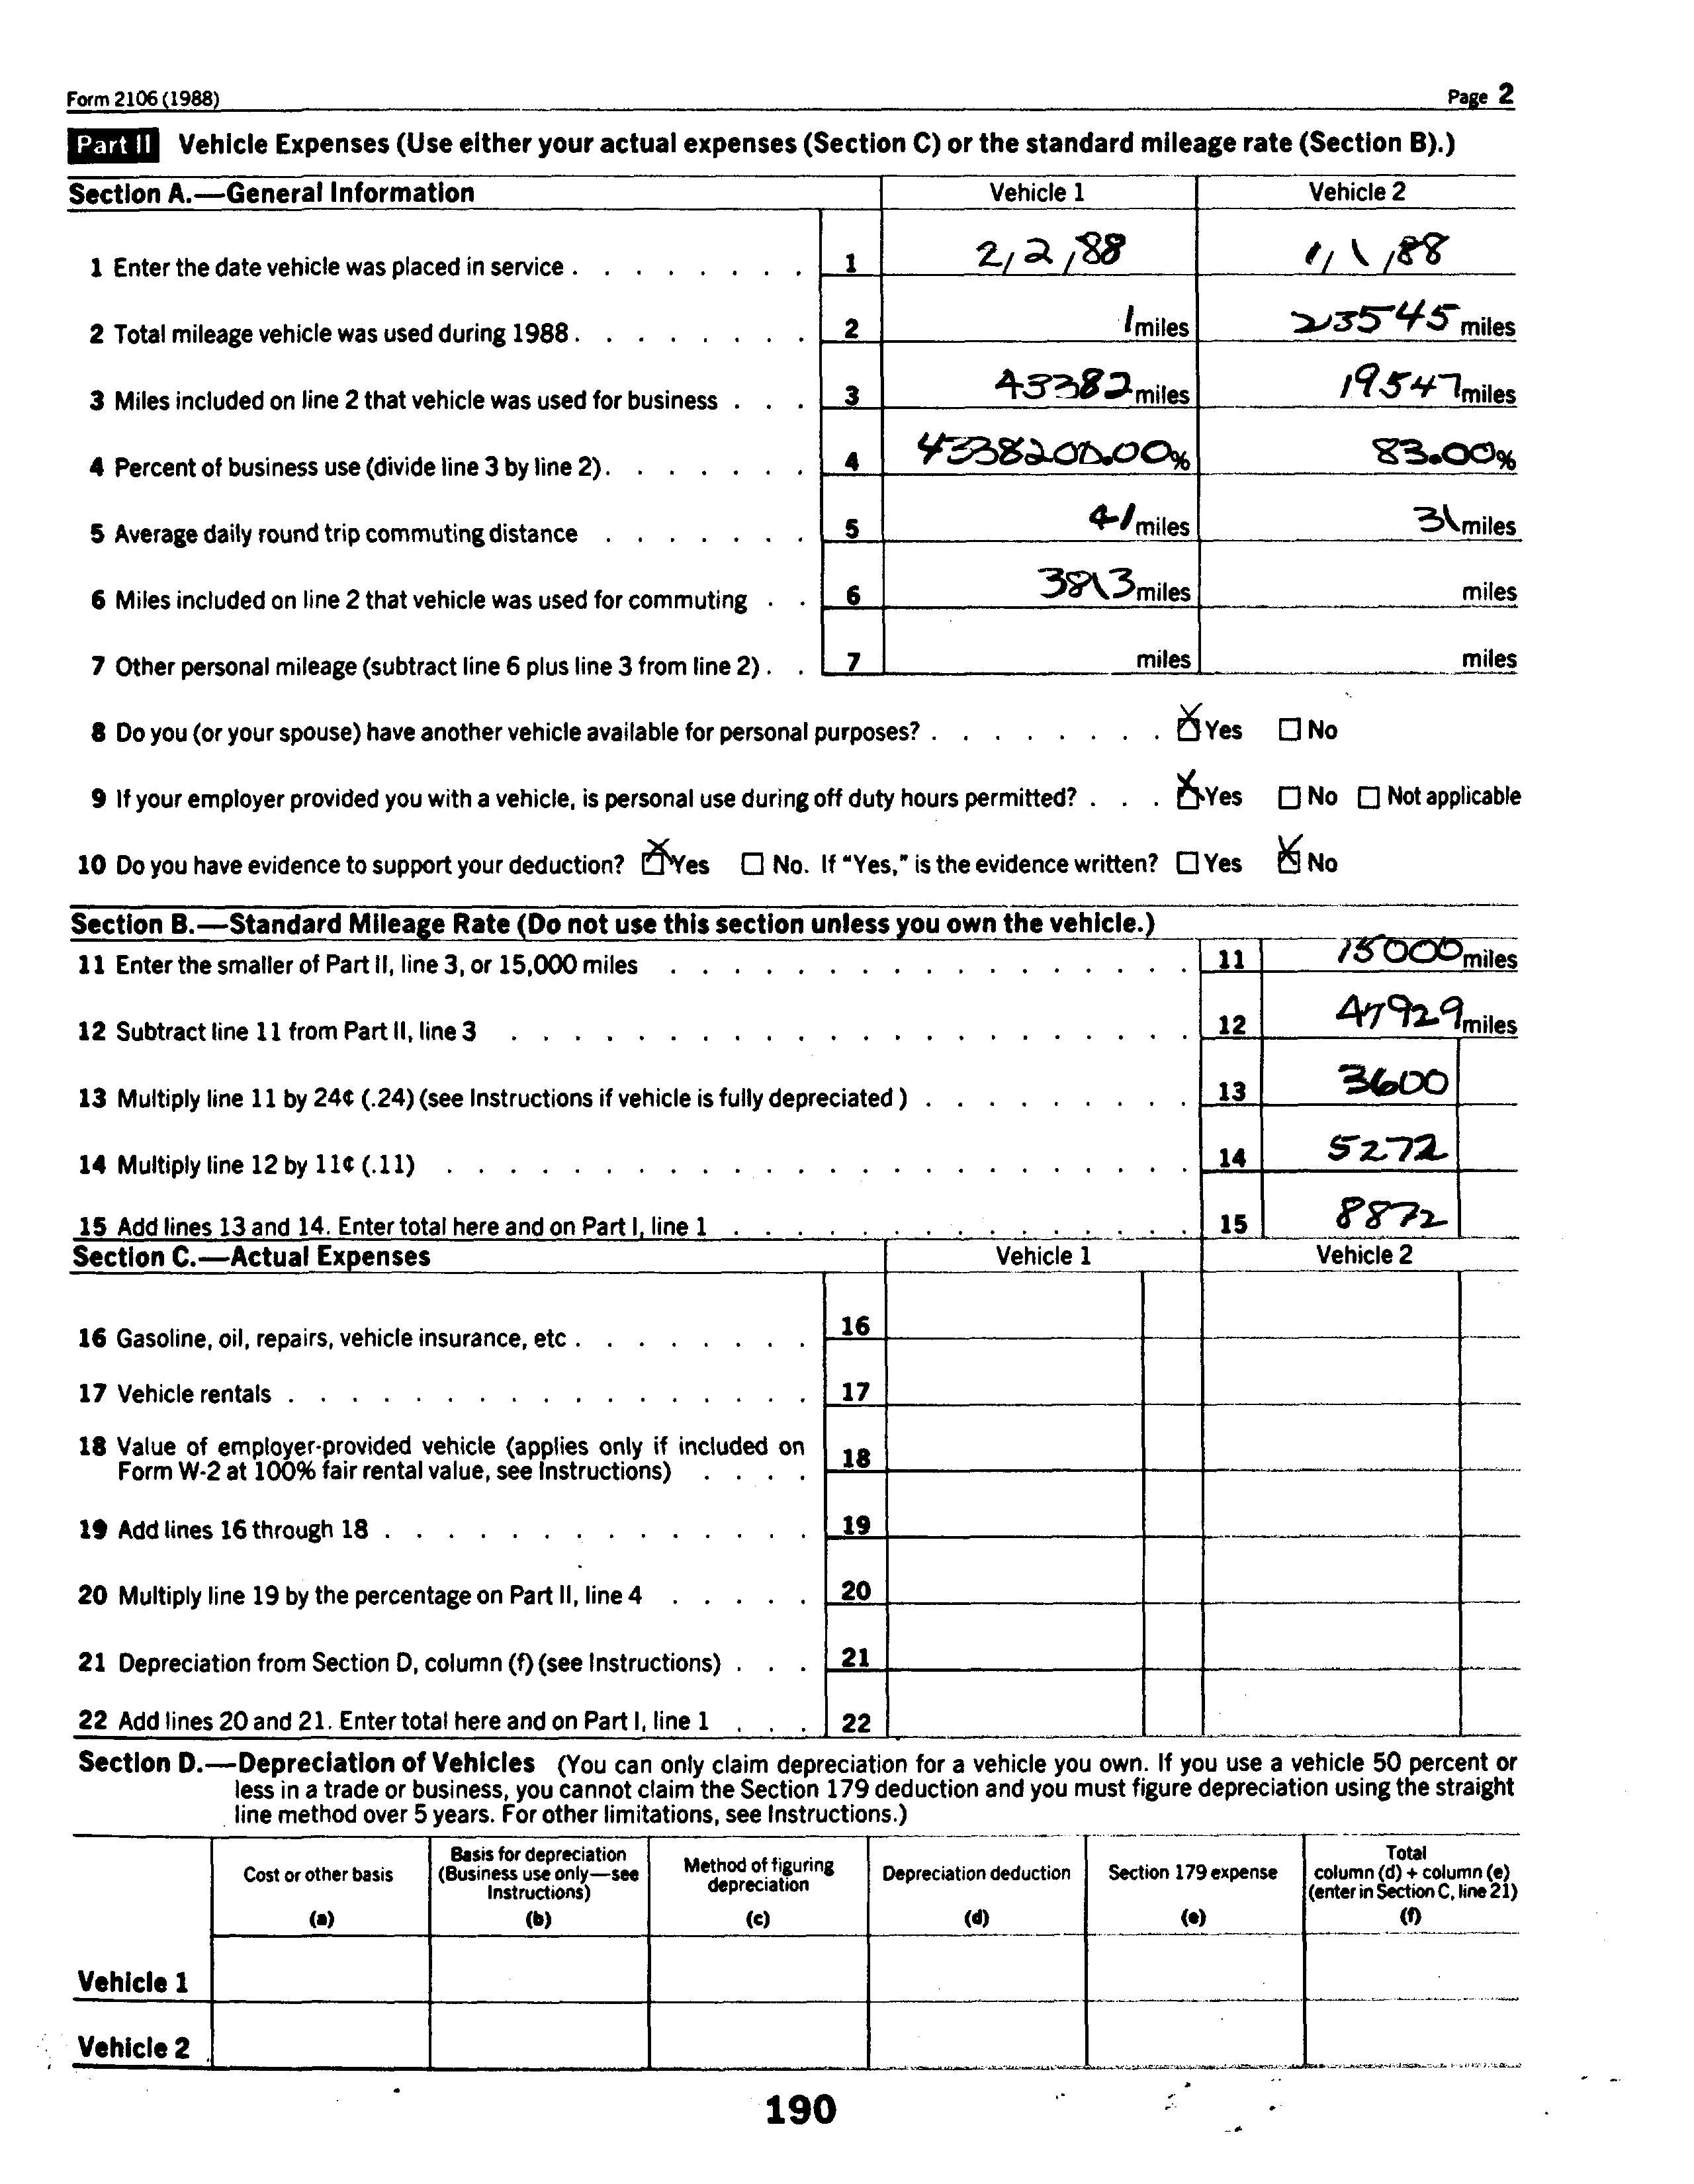 Form 2106 (1988) Page 2
Part II Vehicle Expenses (Use either your actual expenses (Section C) or the standard mileage rate (Section B).)
Section A.—General Information Vehicle 1 Vehicle 2
1 Enter the date vehicle was placed in service . . . . . . . . 1 2/2/88 1/1/88
2 Total mileage vehicle was used during 1988 . . . . . . . . 2 1 miles 23545 miles
3 Miles included on line 2 that vehicle was used for business . . . 3 43382 miles 19547 miles
4 Percent of business use (divide line 3 by line 2) . . . . . . . 4 4338200.00% 83.00%
5 Average daily round trip commuting distance . . . . . . . 5 41 miles 31 miles
6 Miles included on line 2 that vehicle was used for commuting . . 6 3813 miles miles
7 Other personal mileage (subtract line 6 plus line 3 from line 2) . . 7 miles miles
8 Do you (or your spouse) have another vehicle available for personal purposes? . . . . . . . . ☒ Yes ☐ No
9 If your employer provided you with a vehicle, is personal use during off duty hours permitted? . . . ☒ Yes ☐ No ☐ Not applicable
10 Do you have evidence to support your deduction? ☒ Yes ☐ No. If "Yes," is the evidence written? ☐ Yes ☒ No
Section B.—Standard Mileage Rate (Do not use this section unless you own the vehicle.)
11 Enter the smaller of Part II, line 3, or 15,000 miles . . . . . . . . . . . . . . . . . 11 15000 miles
12 Subtract line 11 from Part II, line 3 . . . . . . . . . . . . . . . . . . . . . . 12 47929 miles
13 Multiply line 11 by 24¢ (.24) (see Instructions if vehicle is fully depreciated ) . . . . . . . . . 13 3600
14 Multiply line 12 by 11¢ (.11) . . . . . . . . . . . . . . . . . . . . . . . . 14 5272
15 Add lines 13 and 14. Enter total here and on Part I, line 1 . . . . . . . . . . . . . . . 15 8872
Section C.—Actual Expenses Vehicle 1 Vehicle 2
16 Gasoline, oil, repairs, vehicle insurance, etc . . . . . . . . 16
17 Vehicle rentals . . . . . . . . . . . . . . . . . 17
18 Value of employer-provided vehicle (applies only if included on
Form W-2 at 100% fair rental value, see Instructions) . . . . 18
19 Add lines 16 through 18 . . . . . . . . . . . . . . 19
20 Multiply line 19 by the percentage on Part II, line 4 . . . . . 20
21 Depreciation from Section D, column (f) (see Instructions) . . . 21
22 Add lines 20 and 21. Enter total here and on Part I, line 1 . . . 22
Section D.—Depreciation of Vehicles (You can only claim depreciation for a vehicle you own. If you use a vehicle 50 percent or
less in a trade or business, you cannot claim the Section 179 deduction and you must figure depreciation using the straight
line method over 5 years. For other limitations, see Instructions.)
Cost or other basis (a)
Basis for depreciation (Business use only—see Instructions) (b)
Method of figuring depreciation (c)
Depreciation deduction (d)
Section 179 expense (e)
Total column (d) + column (e) (enter in Section C, line 21) (f)
Vehicle 1
Vehicle 2
190